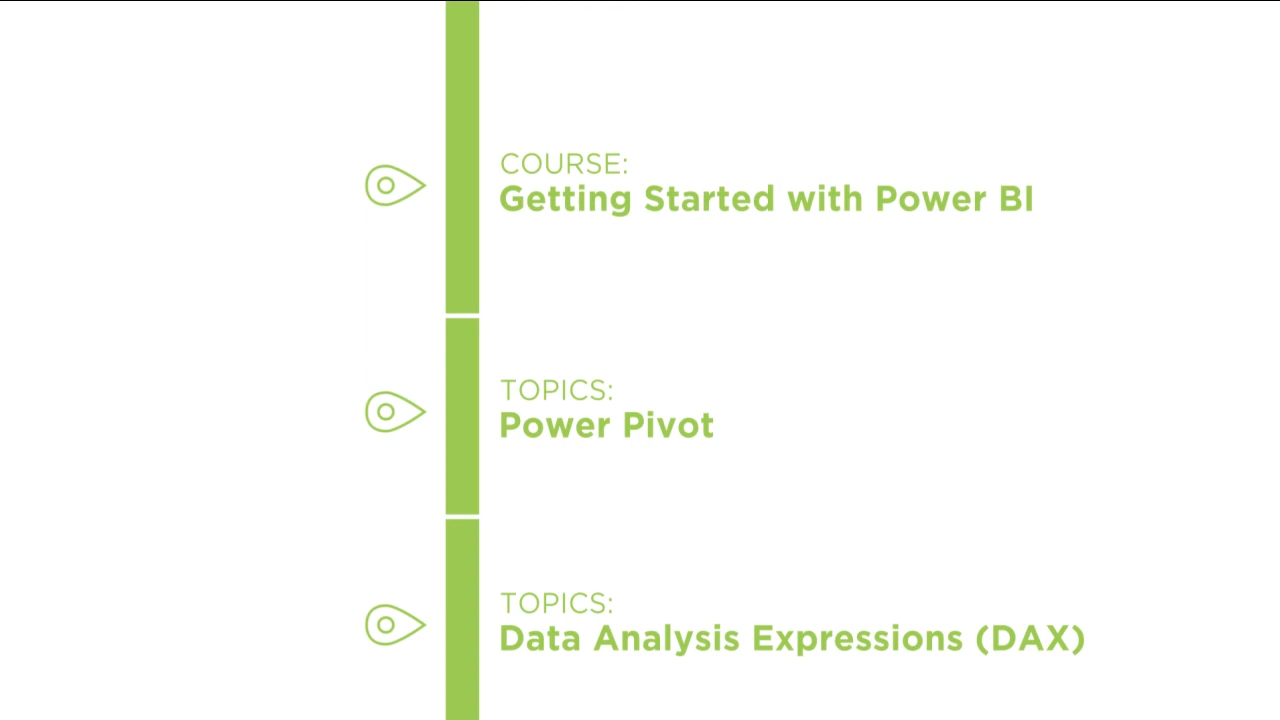 COURSE:
Getting Started with Power BI
TOPICS:
Power Pivot
TOPICS:
Data Analysis Expressions (DAX)